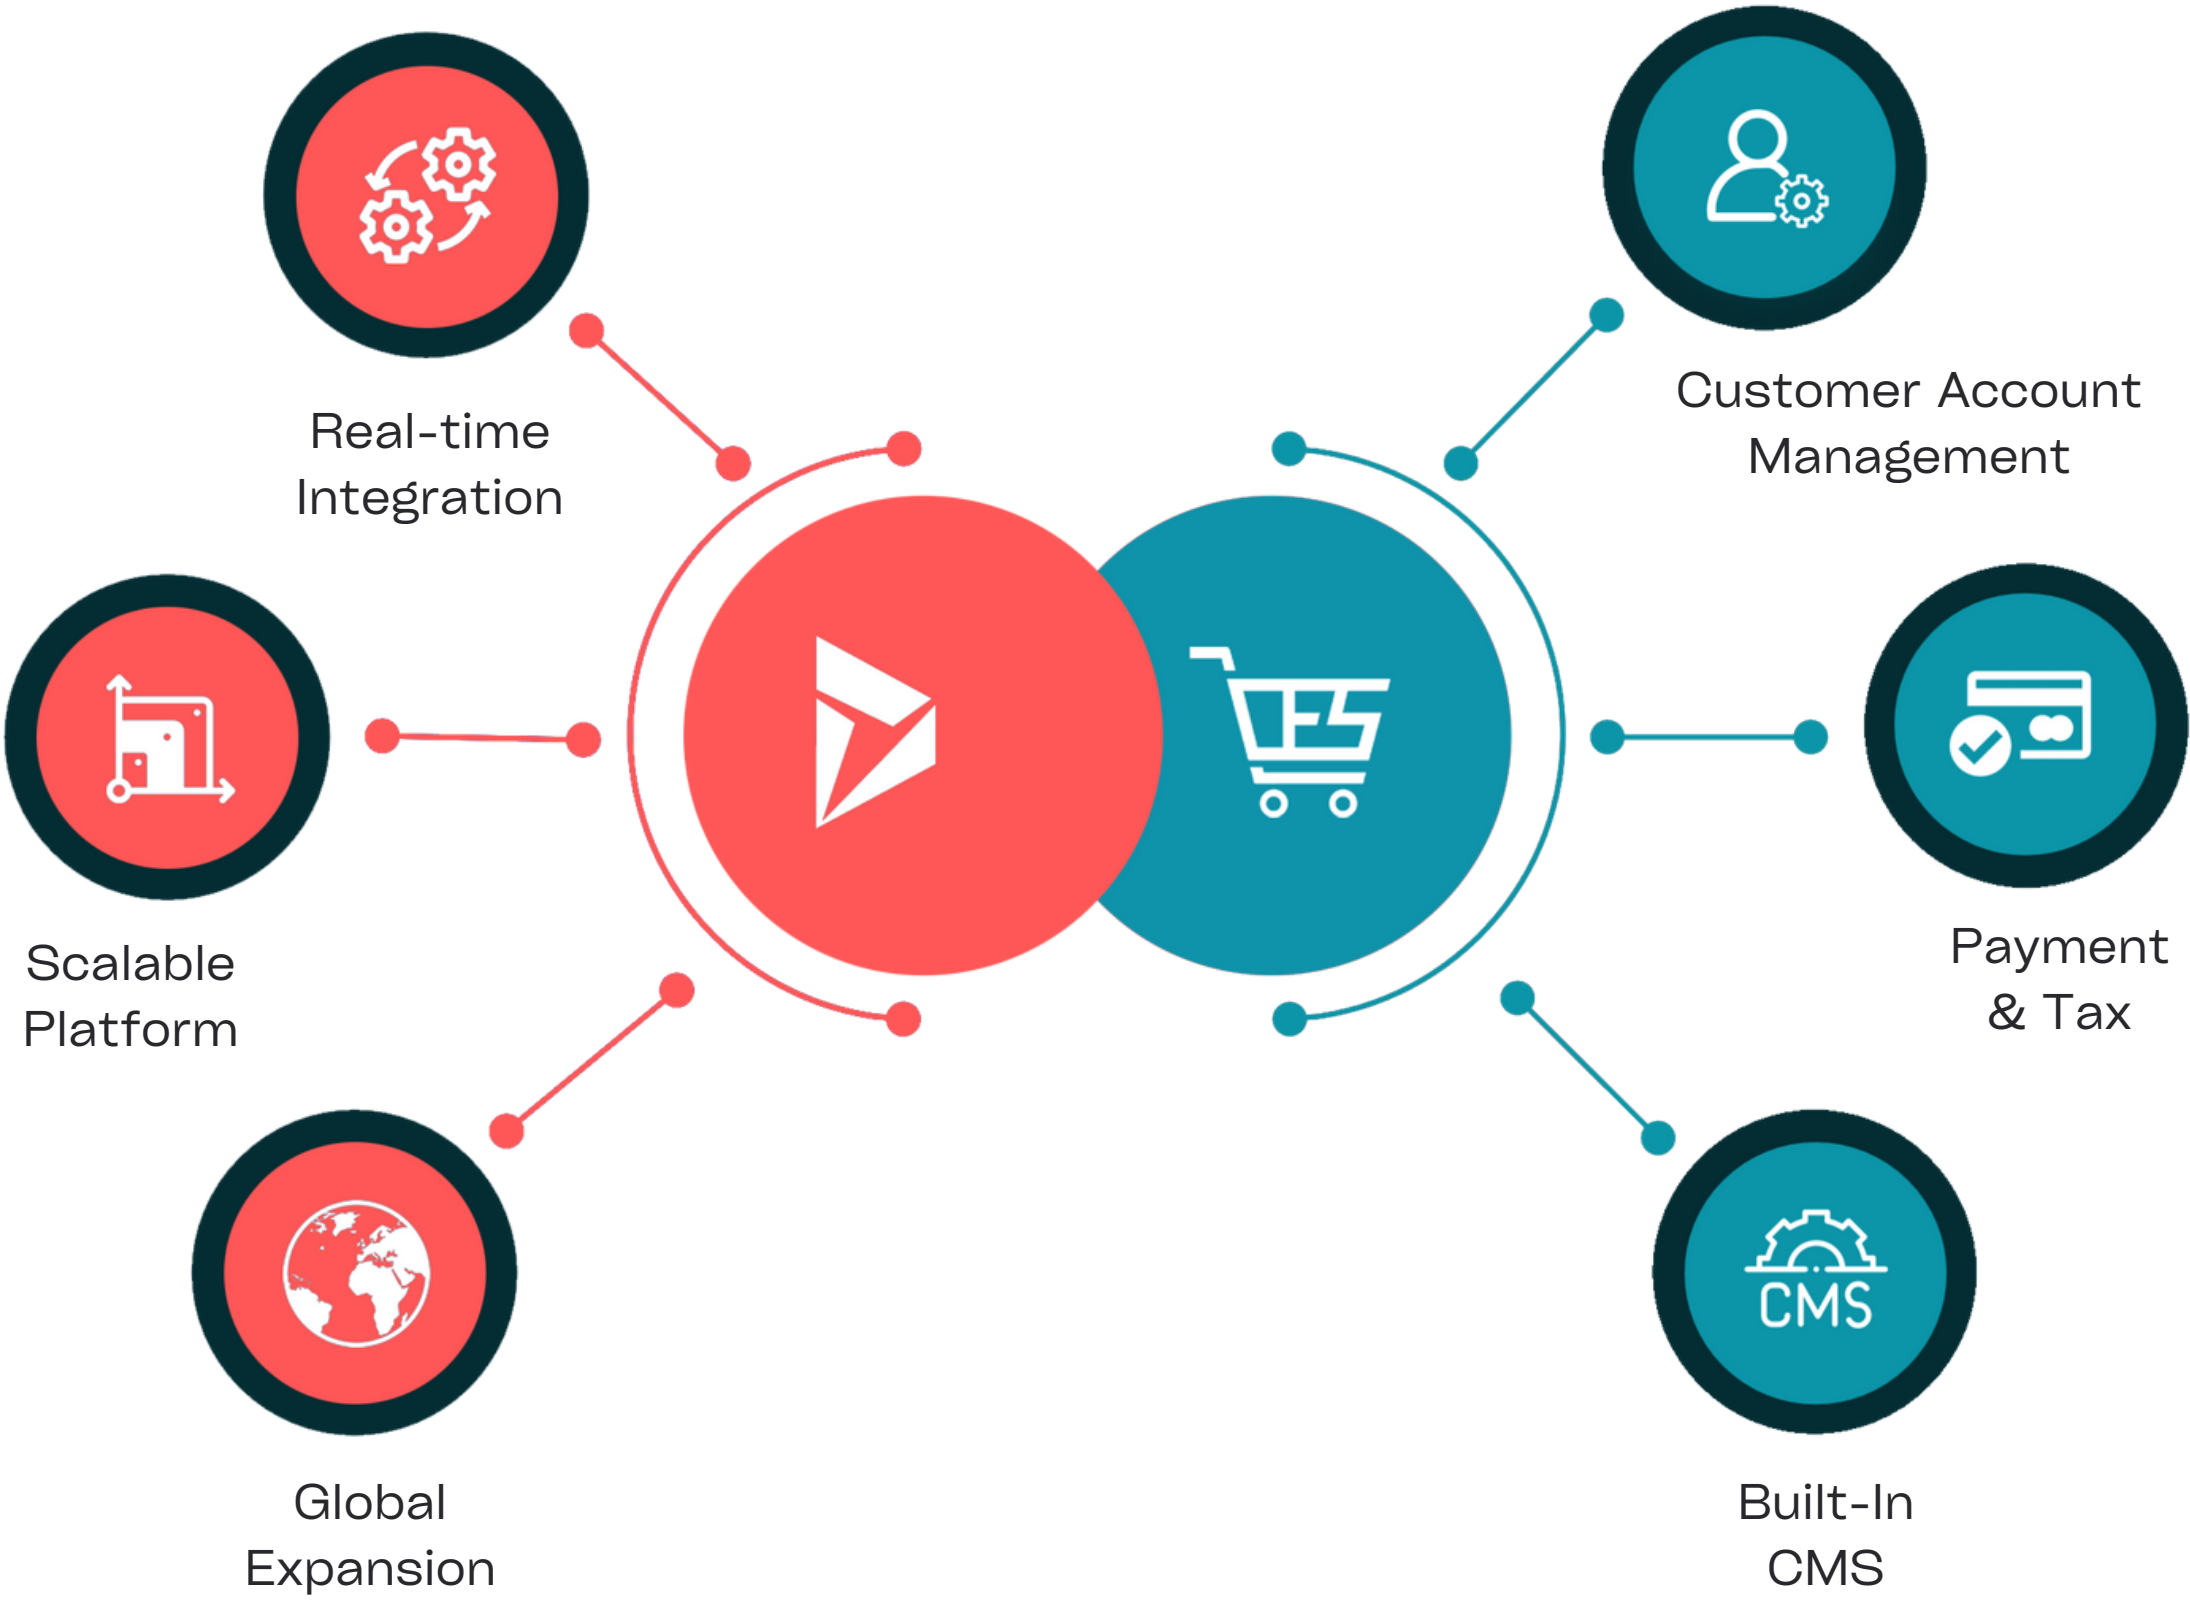 Real-time
Integration
Customer Account
Management
Scalable
Platform
Payment
& Tax
CMS
Global
Expansion
Built-In
CMS